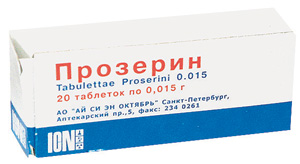 Прозерин
Tabulettae Proserini 0.015
20 таблеток по 0,015 г
АО "АЙ СИ ЭН ОКТЯБРЬ" Санкт-Петербург,
Аптекарский пр.,5, факс: 234 0261
ICN